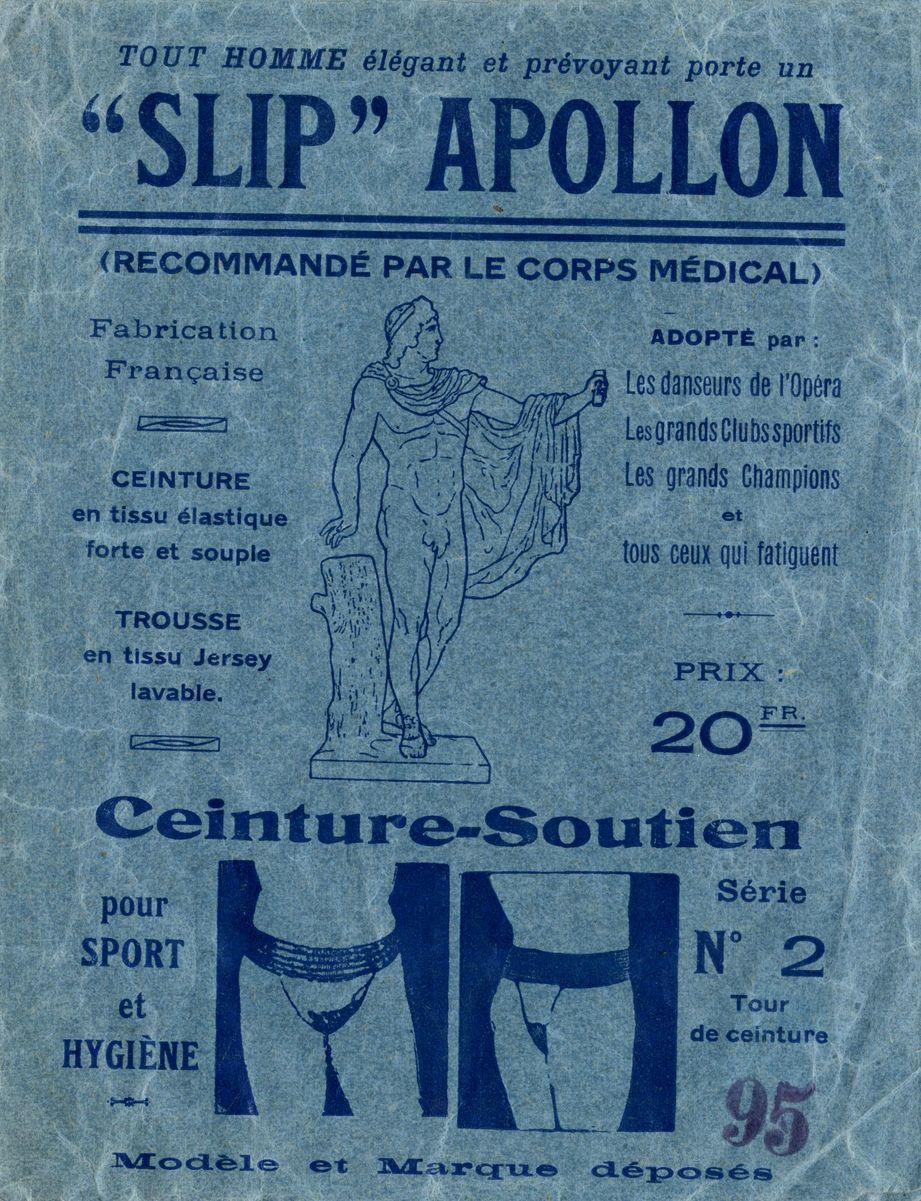 TOUT HOMME élégant et prévoyant porte un
“SLIP” APOLLON
(RECOMMANDÉ PAR LE CORPS MÉDICAL)
Fabrication
Française
CEINTURE
en tissu élastique
forte et souple
TROUSSE
en tissu Jersey
lavable.
ADOPTÉ par :
Les danseurs de l'Opéra
Les grands Clubs sportifs
Les grands Champions
et
tous ceux qui fatiguent
PRIX :
20 FR.
Ceinture-Soutien
pour
SPORT
et
HYGIÈNE
Série
N° 2
Tour
de ceinture
95
Modèle et Marque déposés